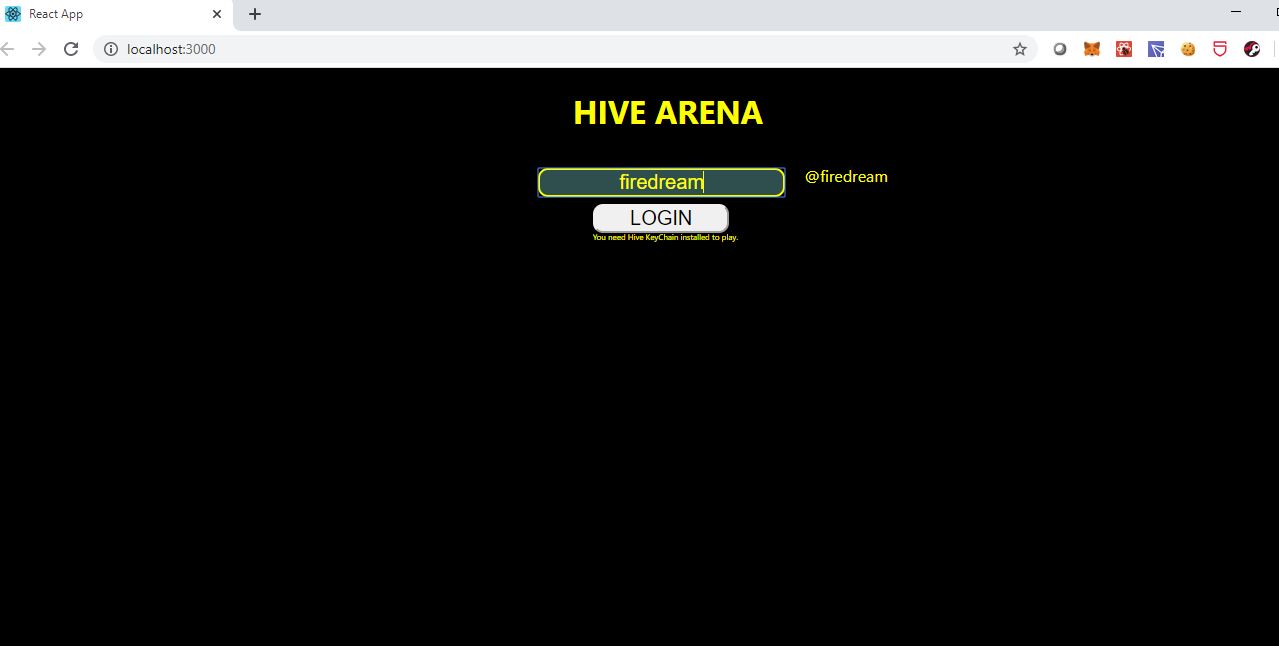 React App
localhost:3000
HIVE ARENA
firedream
@firedream
LOGIN
You need Hive KeyChain installed to play.